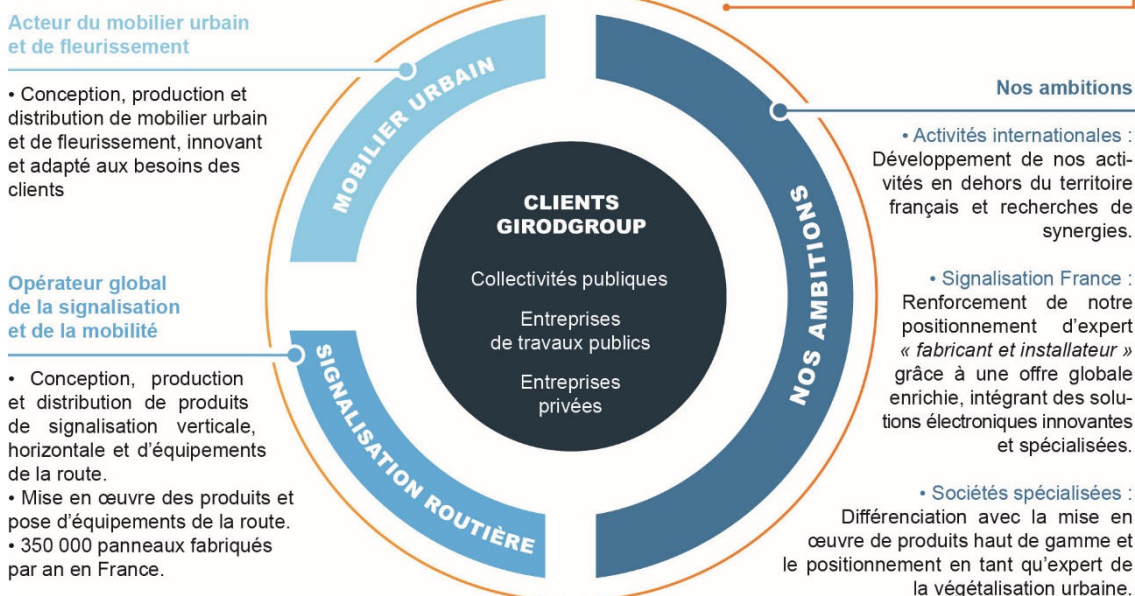 Acteur du mobilier urbain
et de fleurissement
• Conception, production et
distribution de mobilier urbain
et de fleurissement, innovant
et adapté aux besoins des
clients
Opérateur global
de la signalisation
et de la mobilité
• Conception, production
et distribution de produits
de signalisation verticale,
horizontale et d’équipements
de la route.
• Mise en œuvre des produits et
pose d’équipements de la route.
• 350 000 panneaux fabriqués
par an en France.
MOBILIER URBAIN
SIGNALISATION ROUTIÈRE
CLIENTS
GIRODGROUP
Collectivités publiques
Entreprises
de travaux publics
Entreprises
privées
NOS AMBITIONS
Nos ambitions
• Activités internationales :
Développement de nos acti-
vités en dehors du territoire
français et recherches de
synergies.
• Signalisation France :
Renforcement de notre
positionnement d’expert
« fabricant et installateur »
grâce à une offre globale
enrichie, intégrant des solu-
tions électroniques innovantes
et spécialisées.
• Sociétés spécialisées :
Différenciation avec la mise en
œuvre de produits haut de gamme et
le positionnement en tant qu’expert de
la végétalisation urbaine.